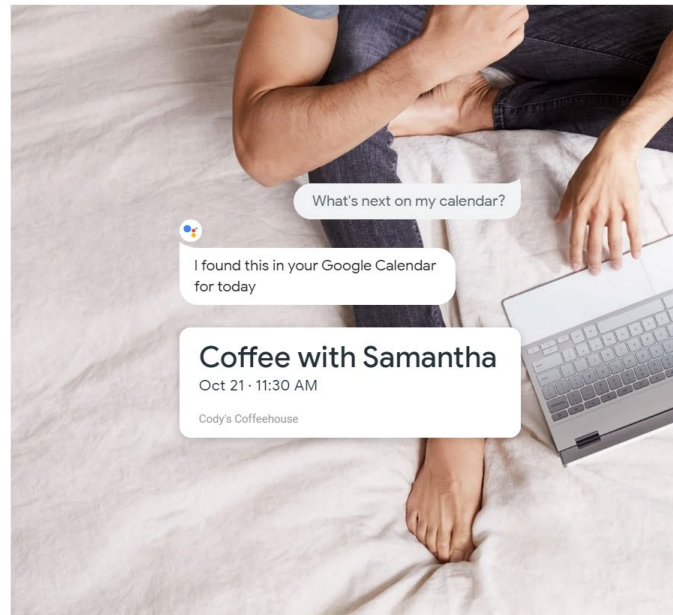 What's next on my calendar?
I found this in your Google Calendar
for today
Coffee with Samantha
Oct 21 · 11:30 AM
Cody's Coffeehouse